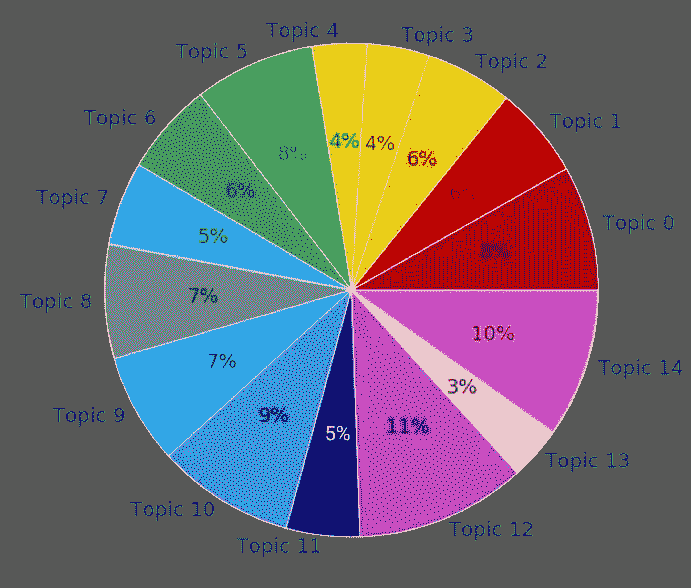 Topic 4
Topic 3
Topic 5
Topic 2
Topic 6
Topic 1
4%
4%
8%
6%
6%
Topic 7
Topic 0
5%
7%
Topic 8
10%
7%
Topic 14
3%
Topic 9
9%
11%
5%
Topic 13
Topic 10
Topic 12
Topic 11